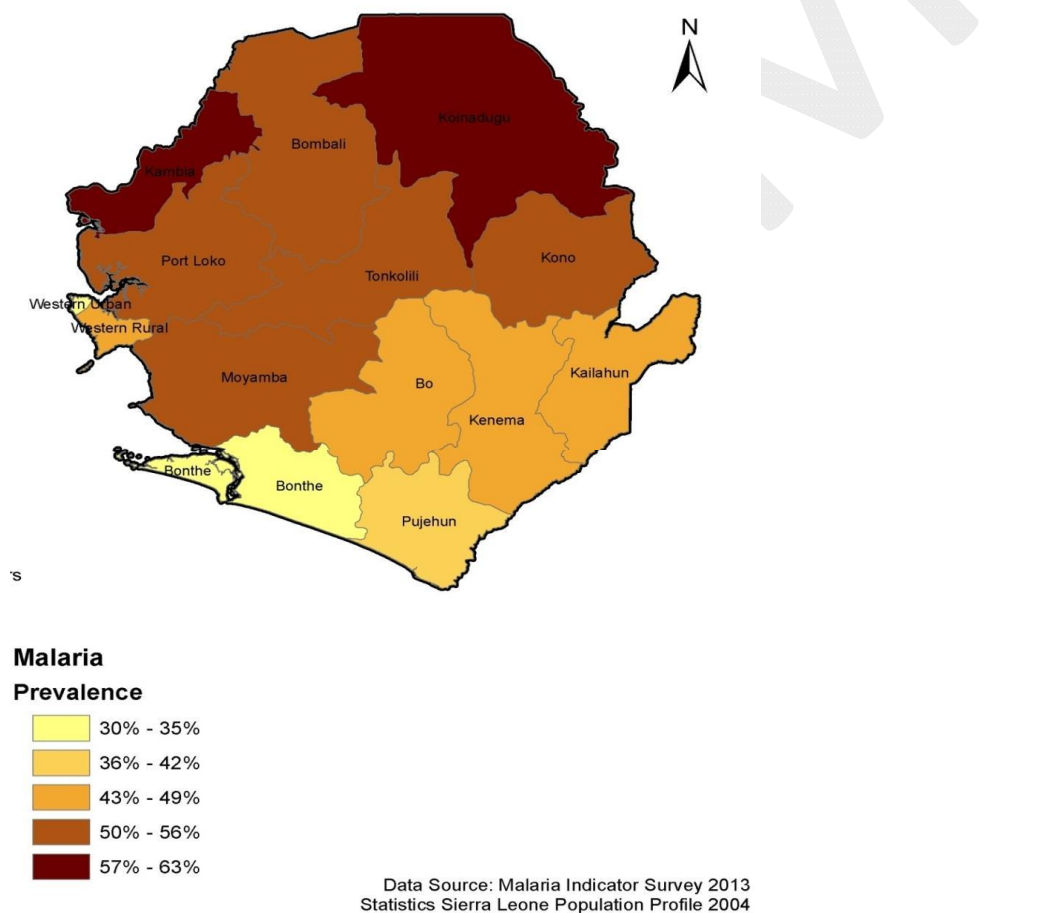 N
Koinadugu
Bombali
Kambia
Kono
Port Loko
Tonkolili
Western Urban
Western Rural
Moyamba
Bo
Kailahun
Kenema
Bonthe
Bonthe
Pujehun
rs
Malaria
Prevalence
30% - 35%
36% - 42%
43% - 49%
50% - 56%
57% - 63%
Data Source: Malaria Indicator Survey 2013
Statistics Sierra Leone Population Profile 2004